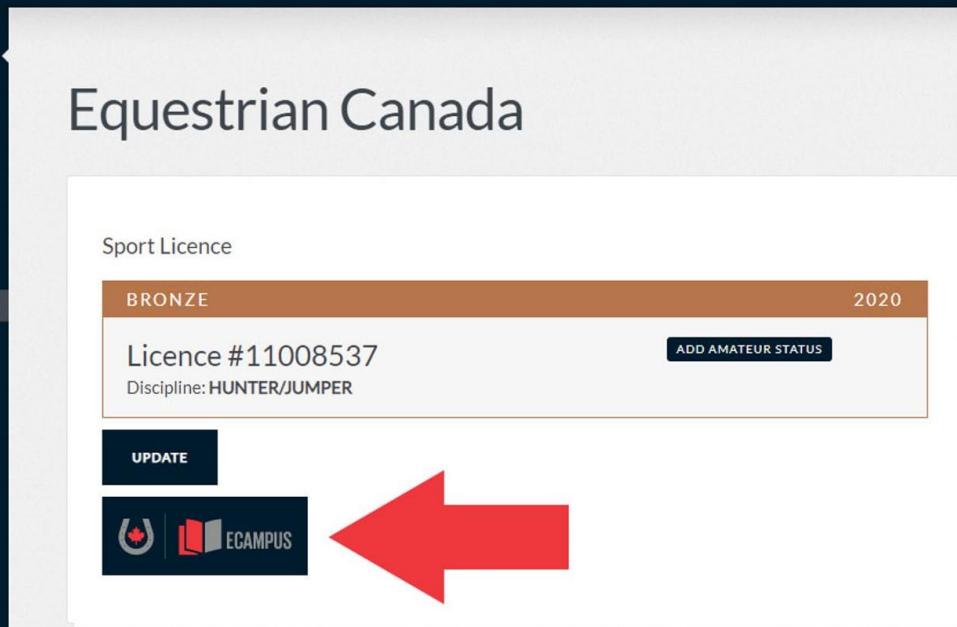 Equestrian Canada
Sport Licence
BRONZE 2020
Licence #11008537 ADD AMATEUR STATUS
Discipline: HUNTER/JUMPER
UPDATE
ECAMPUS